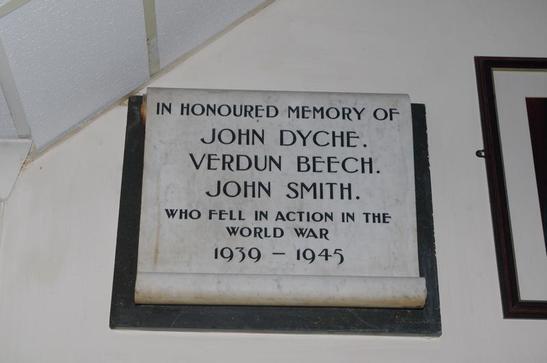 IN HONOURED MEMORY OF
JOHN DYCHE.
VERDUN BEECH.
JOHN SMITH.
WHO FELL IN ACTION IN THE
WORLD WAR
1939 – 1945